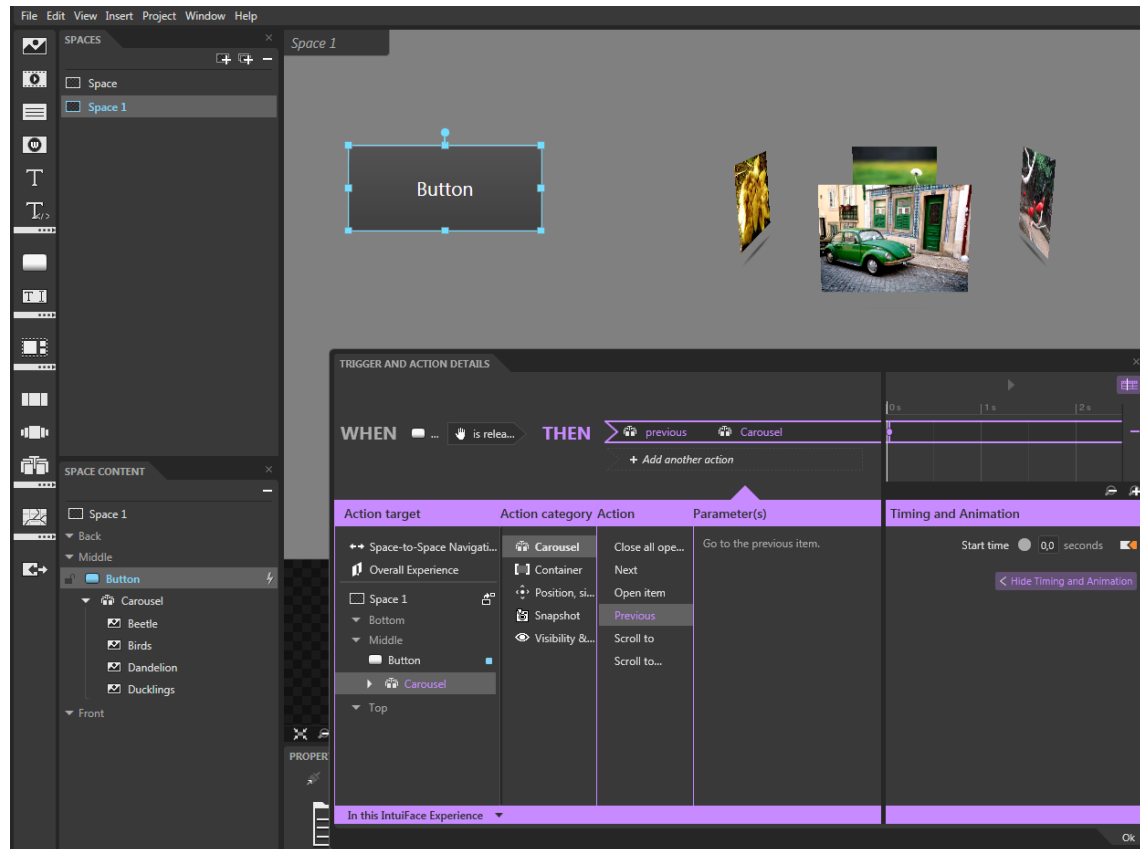 File Edit View Insert Project Window Help
SPACES
Space
Space 1
Space 1
Button
SPACE CONTENT
Space 1
Back
Middle
Button
Carousel
Beetle
Birds
Dandelion
Ducklings
Front
TRIGGER AND ACTION DETAILS
WHEN ... is relea... THEN previous Carousel
+ Add another action
0 s 1 s 2 s
Action target Action category Action Parameter(s) Timing and Animation
Space-to-Space Navigati...
Overall Experience
Space 1
Bottom
Middle
Button
Carousel
Top
Carousel
Container
Position, si...
Snapshot
Visibility &...
Close all ope...
Next
Open item
Previous
Scroll to
Scroll to...
Go to the previous item.
Start time 0,0 seconds
< Hide Timing and Animation
In this IntuiFace Experience
PROPER
Ok